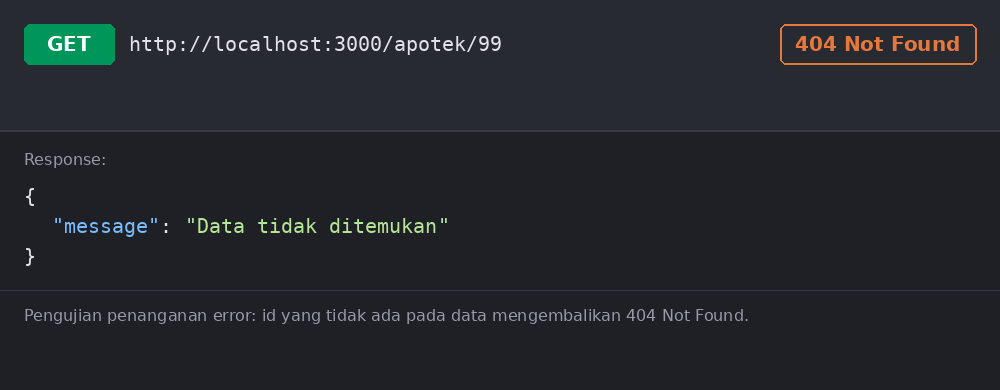 GET http://localhost:3000/apotek/99 404 Not Found
Response:
{
"message": "Data tidak ditemukan"
}
Pengujian penanganan error: id yang tidak ada pada data mengembalikan 404 Not Found.